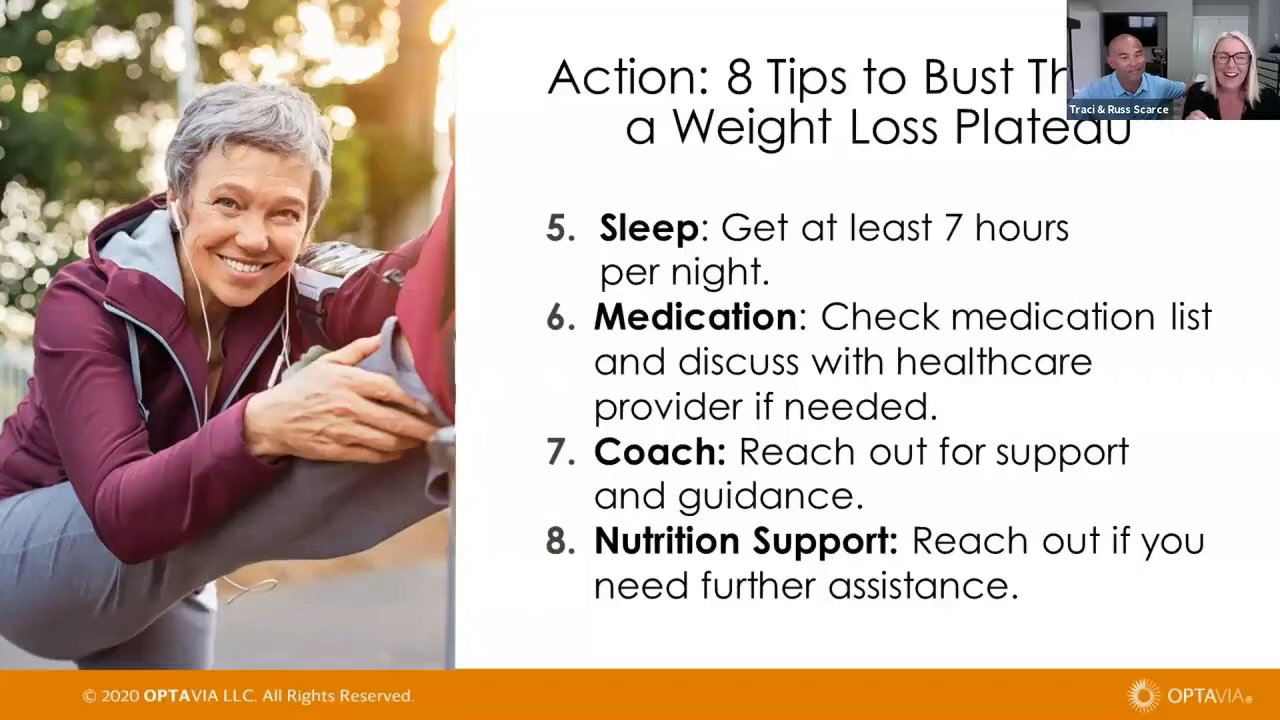 Action: 8 Tips to Bust Th
a Weight Loss Plateau
Traci & Russ Scarce
5. Sleep: Get at least 7 hours
per night.
6. Medication: Check medication list
and discuss with healthcare
provider if needed.
7. Coach: Reach out for support
and guidance.
8. Nutrition Support: Reach out if you
need further assistance.
© 2020 OPTAVIA LLC. All Rights Reserved.
OPTAVIA®